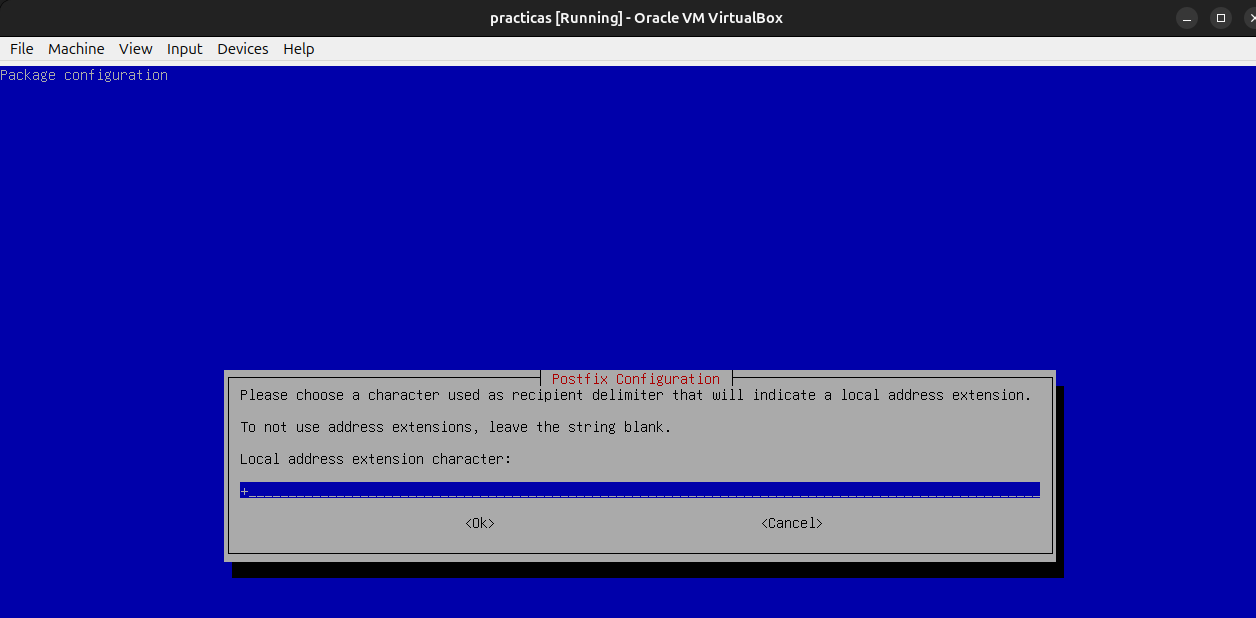 practicas [Running] - Oracle VM VirtualBox
File Machine View Input Devices Help
Package configuration
Postfix Configuration
Please choose a character used as recipient delimiter that will indicate a local address extension.
To not use address extensions, leave the string blank.
Local address extension character:
+
<Ok> <Cancel>